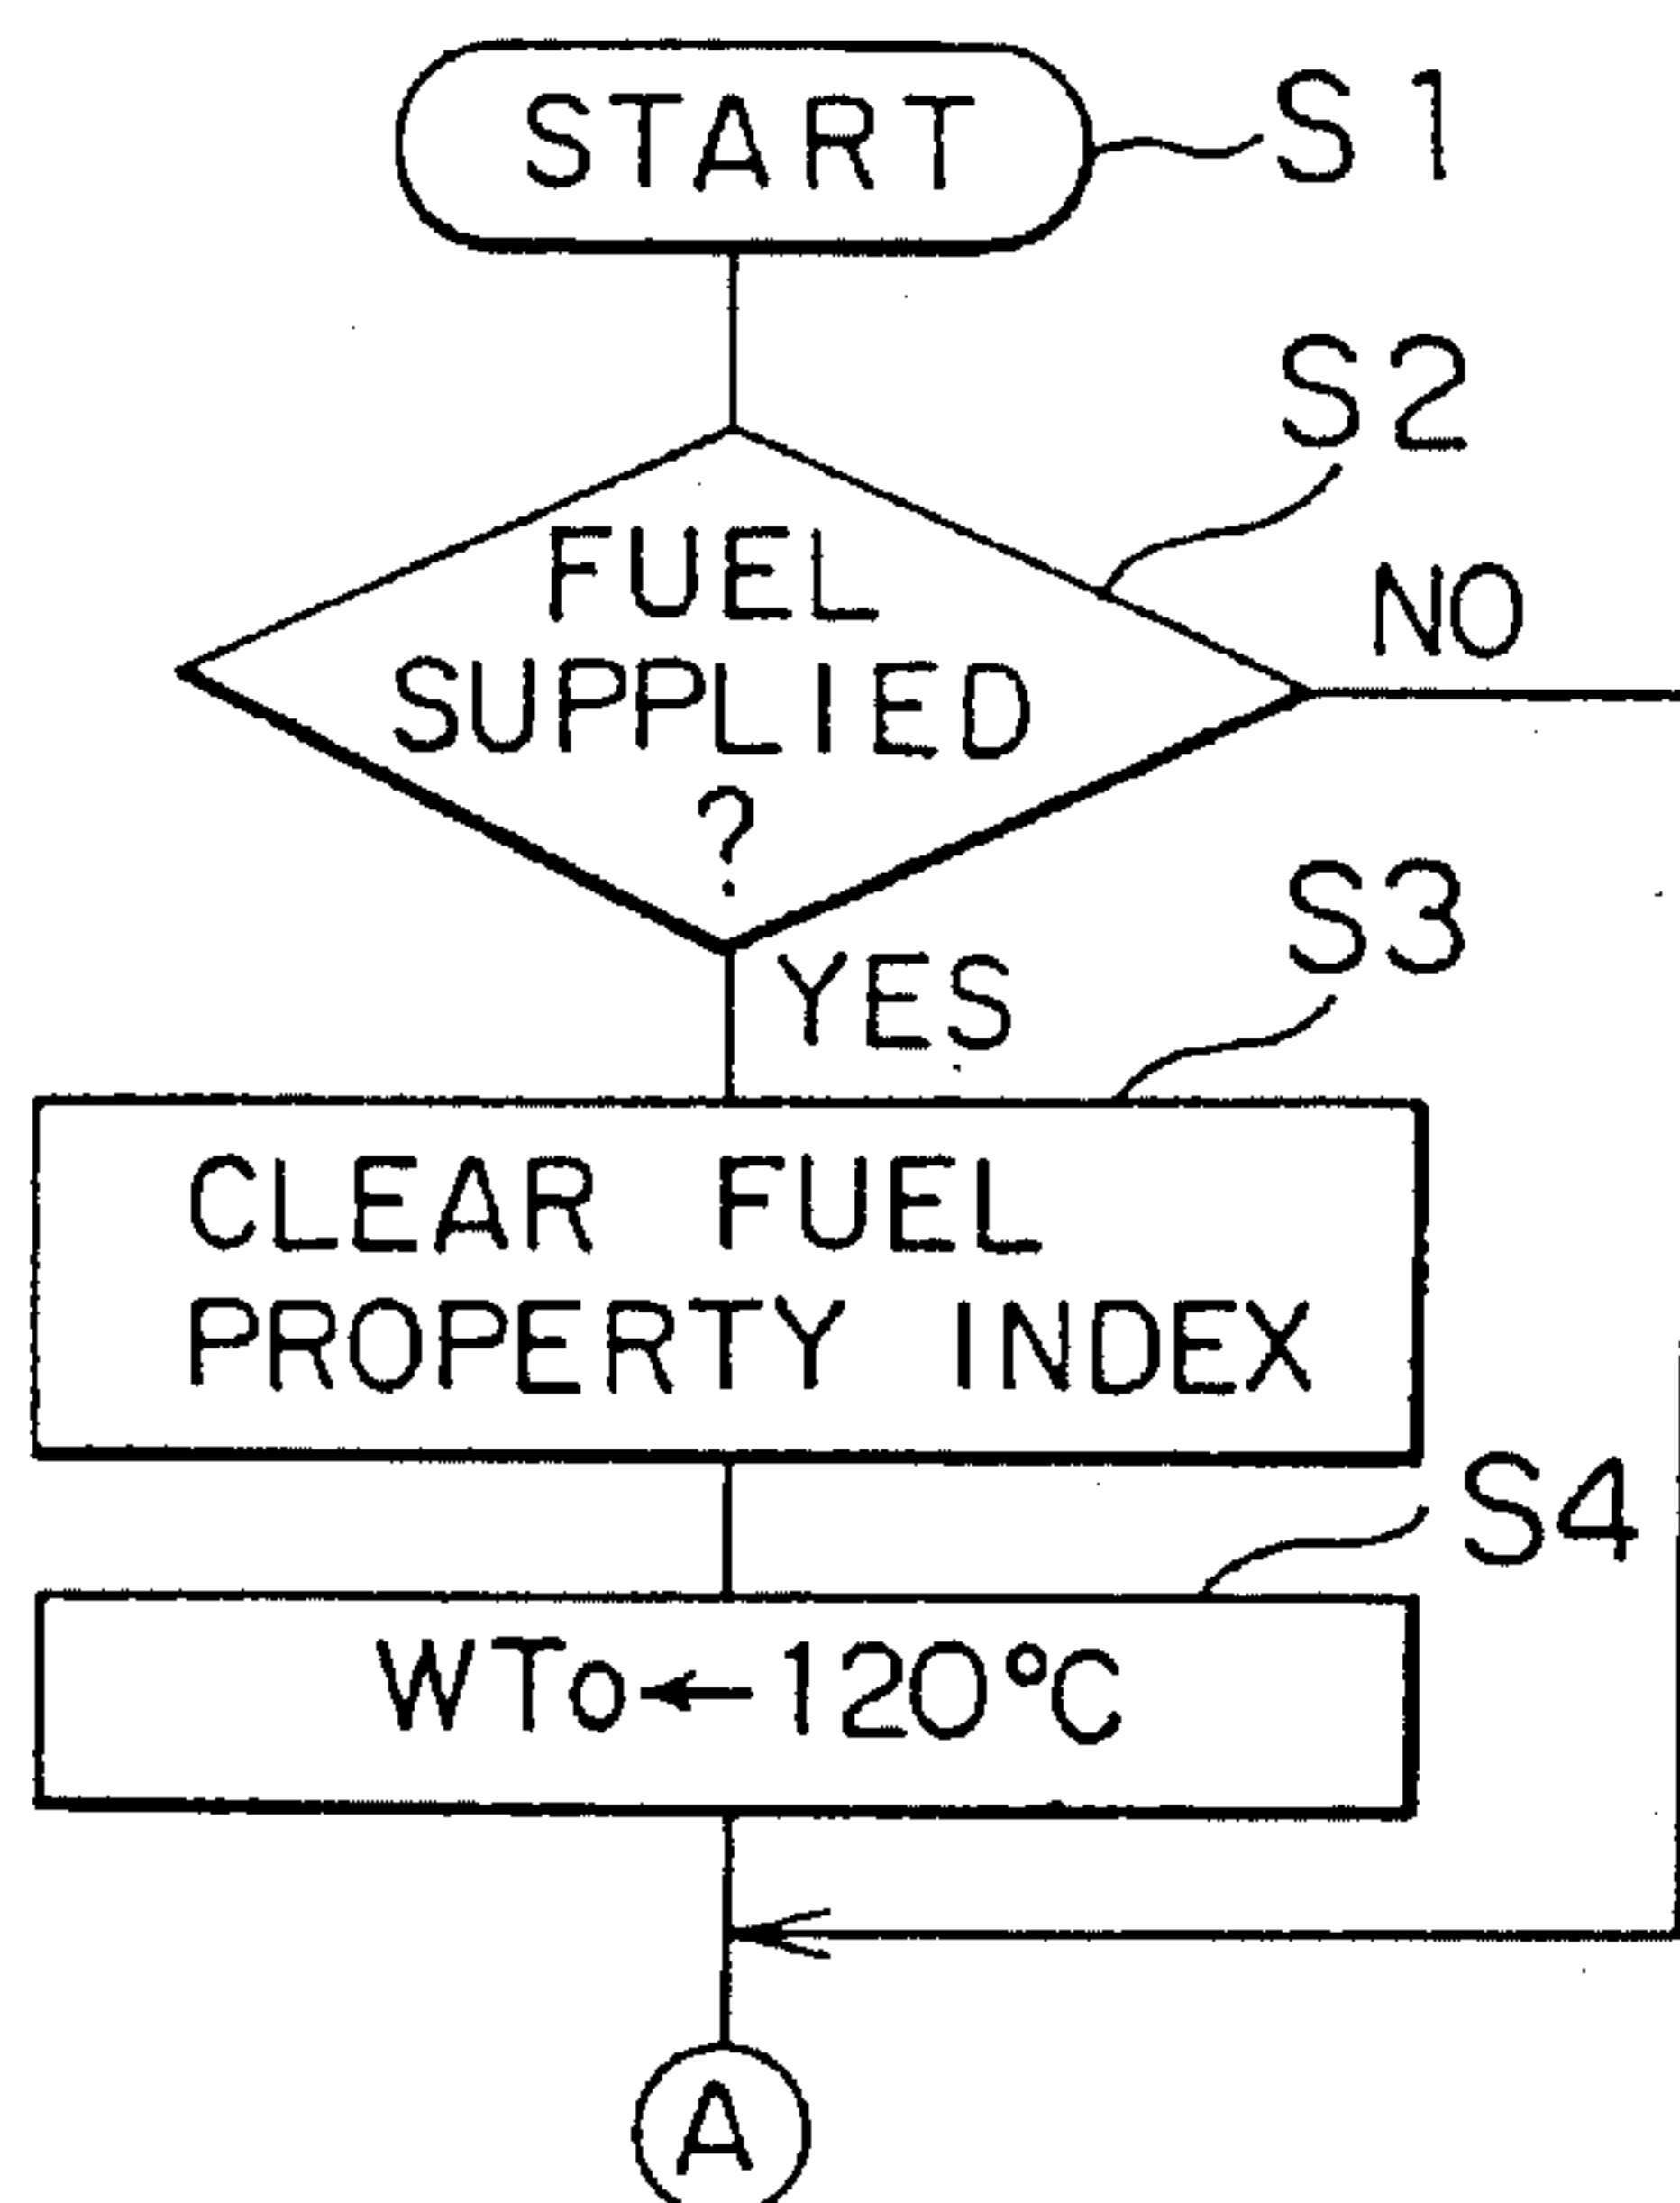 START
S1
S2
FUEL
SUPPLIED
?
NO
YES
S3
CLEAR FUEL
PROPERTY INDEX
S4
WTo←120°C
A